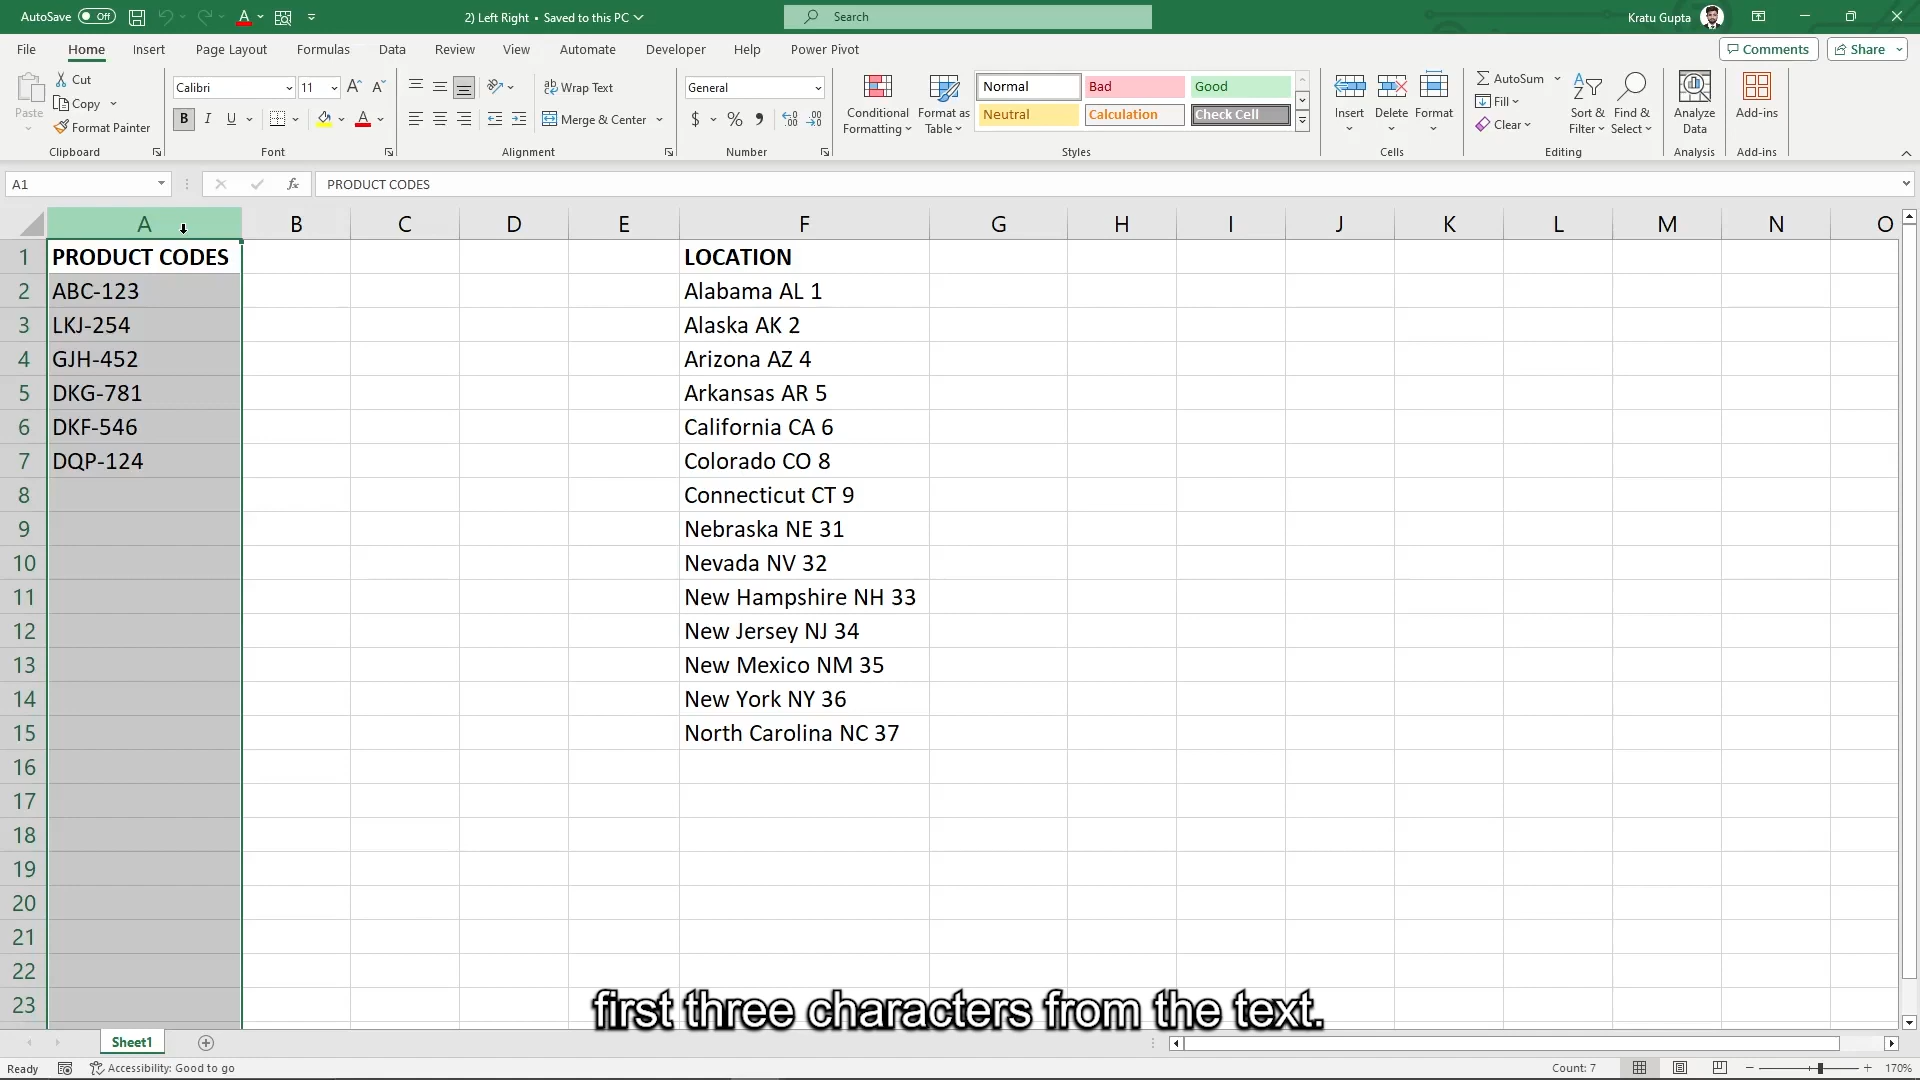 AutoSave Off
2) Left Right • Saved to this PC
Search
Kratu Gupta
File Home Insert Page Layout Formulas Data Review View Automate Developer Help Power Pivot
Comments Share
Paste
Cut
Copy
Format Painter
Clipboard
Calibri 11
B I U
Font
Wrap Text
Merge & Center
Alignment
General
$ % 9
Number
Conditional Formatting
Format as Table
Normal Bad Good
Neutral Calculation Check Cell
Styles
Insert Delete Format
Cells
AutoSum
Fill
Clear
Sort & Filter
Find & Select
Editing
Analyze Data
Analysis
Add-ins
Add-ins
A1 fx PRODUCT CODES
A B C D E F G H I J K L M N O
1 PRODUCT CODES LOCATION
2 ABC-123 Alabama AL 1
3 LKJ-254 Alaska AK 2
4 GJH-452 Arizona AZ 4
5 DKG-781 Arkansas AR 5
6 DKF-546 California CA 6
7 DQP-124 Colorado CO 8
8 Connecticut CT 9
9 Nebraska NE 31
10 Nevada NV 32
11 New Hampshire NH 33
12 New Jersey NJ 34
13 New Mexico NM 35
14 New York NY 36
15 North Carolina NC 37
16
17
18
19
20
21
22
23
first three characters from the text.
Sheet1
Ready Accessibility: Good to go Count: 7 170%